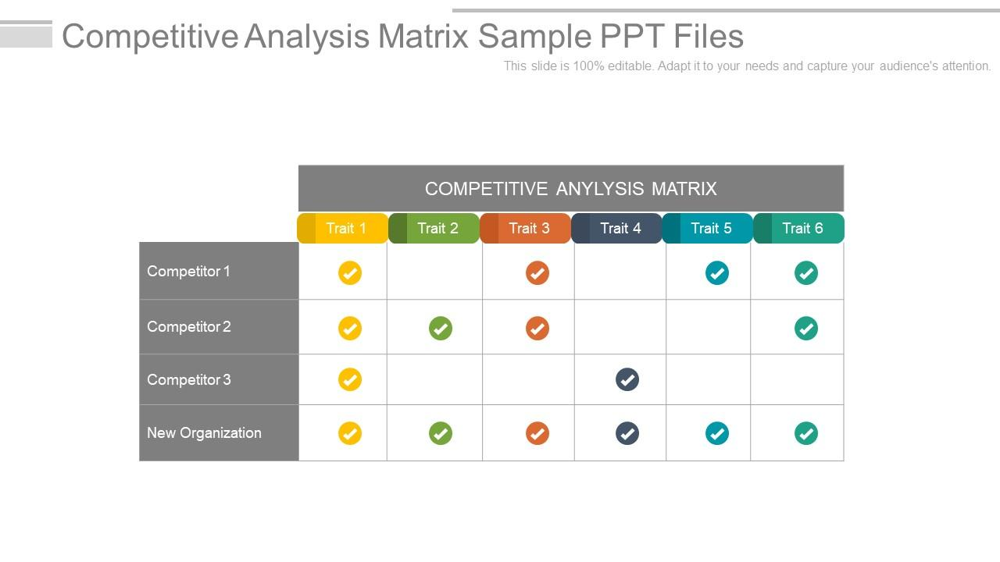 Competitive Analysis Matrix Sample PPT Files
This slide is 100% editable. Adapt it to your needs and capture your audience's attention.
COMPETITIVE ANYLYSIS MATRIX
Trait 1 Trait 2 Trait 3 Trait 4 Trait 5 Trait 6
Competitor 1
Competitor 2
Competitor 3
New Organization